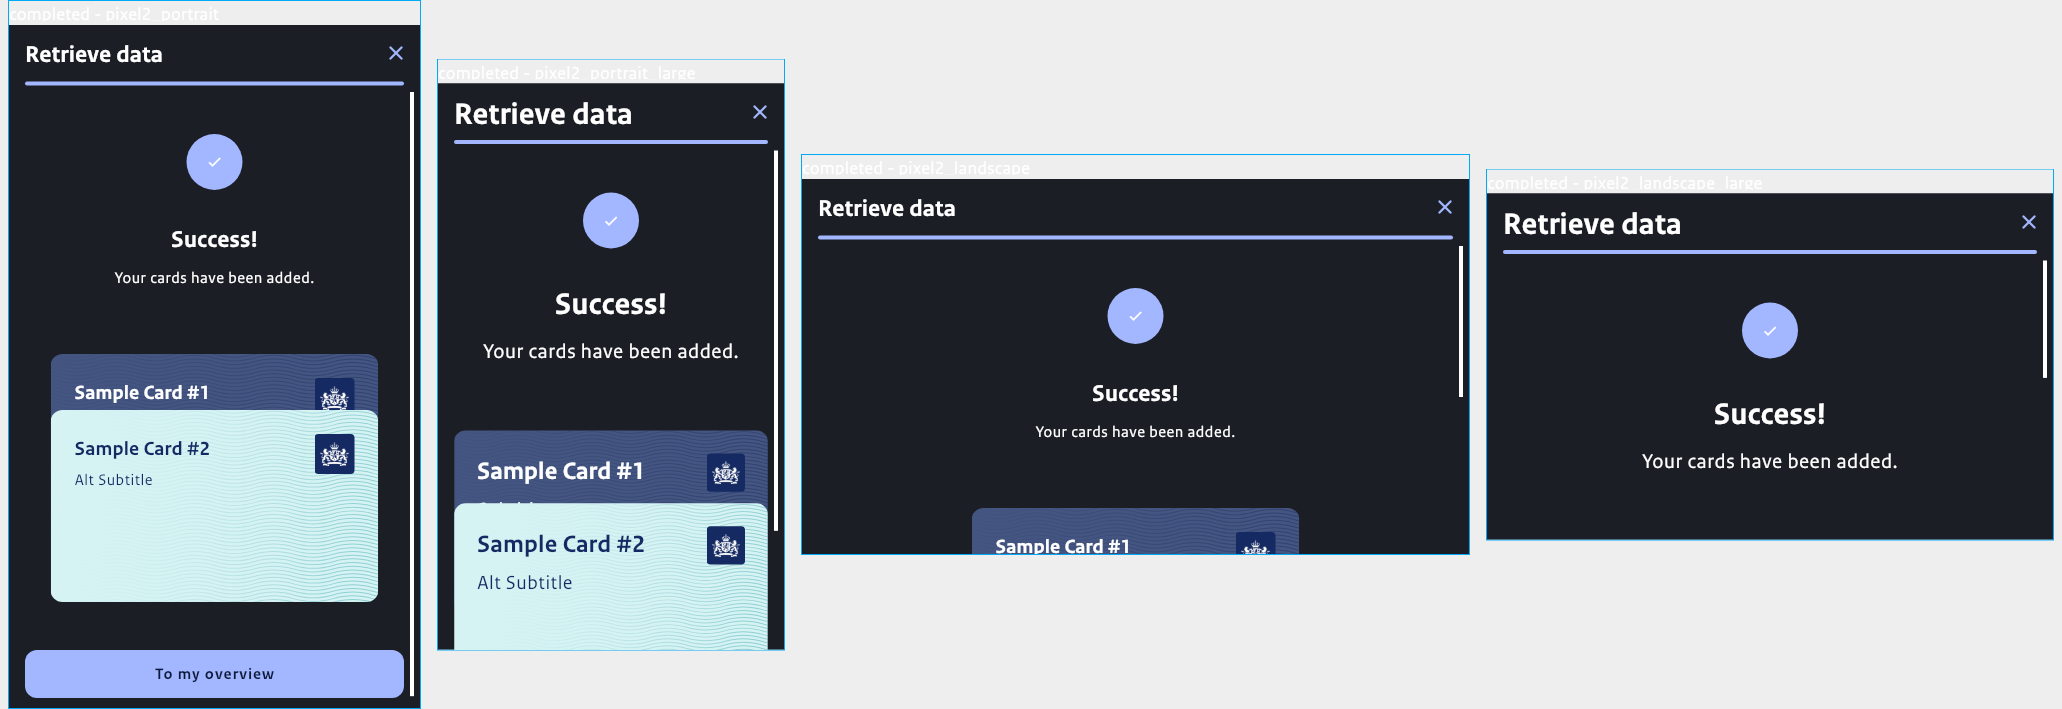 completed - pixel2_portrait
Retrieve data
Success!
Your cards have been added.
Sample Card #1
Sample Card #2
Alt Subtitle
To my overview
completed - pixel2_portrait_large
Retrieve data
Success!
Your cards have been added.
Sample Card #1
Sample Card #2
Alt Subtitle
completed - pixel2_landscape
Retrieve data
Success!
Your cards have been added.
Sample Card #1
completed - pixel2_landscape_large
Retrieve data
Success!
Your cards have been added.